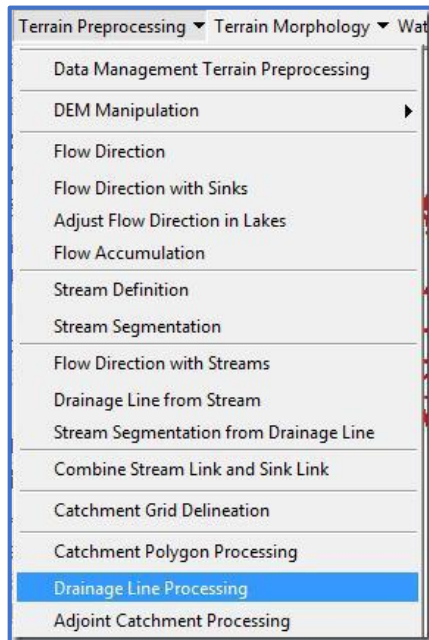 Terrain Preprocessing ▼ Terrain Morphology ▼ Wat
Data Management Terrain Preprocessing
DEM Manipulation
Flow Direction
Flow Direction with Sinks
Adjust Flow Direction in Lakes
Flow Accumulation
Stream Definition
Stream Segmentation
Flow Direction with Streams
Drainage Line from Stream
Stream Segmentation from Drainage Line
Combine Stream Link and Sink Link
Catchment Grid Delineation
Catchment Polygon Processing
Drainage Line Processing
Adjoint Catchment Processing